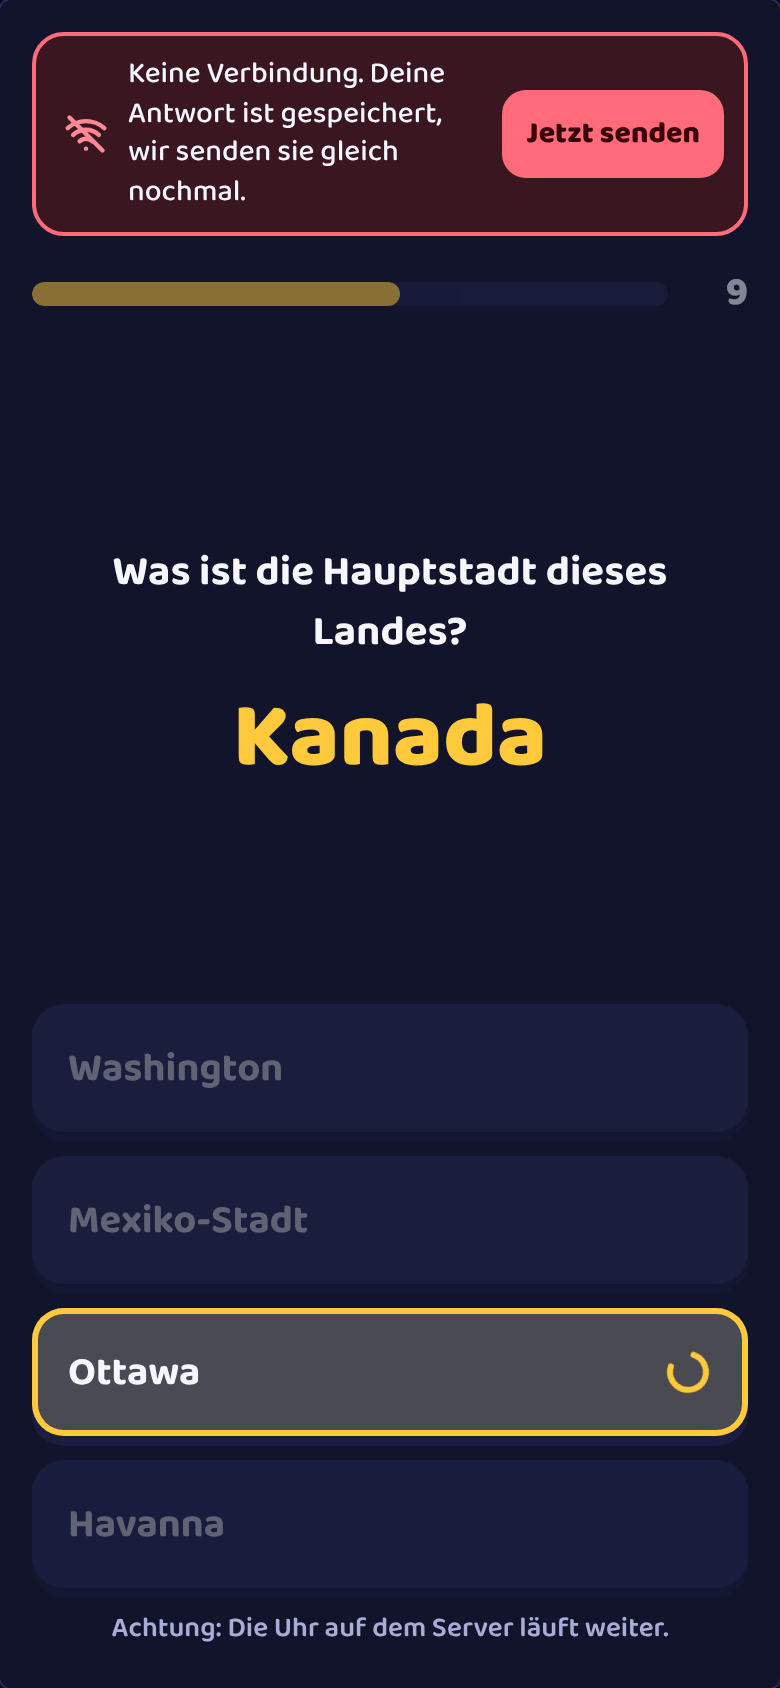 Keine Verbindung. Deine
Antwort ist gespeichert,
wir senden sie gleich
nochmal.
Jetzt senden
9
Was ist die Hauptstadt dieses
Landes?
Kanada
Washington
Mexiko-Stadt
Ottawa
Havanna
Achtung: Die Uhr auf dem Server läuft weiter.